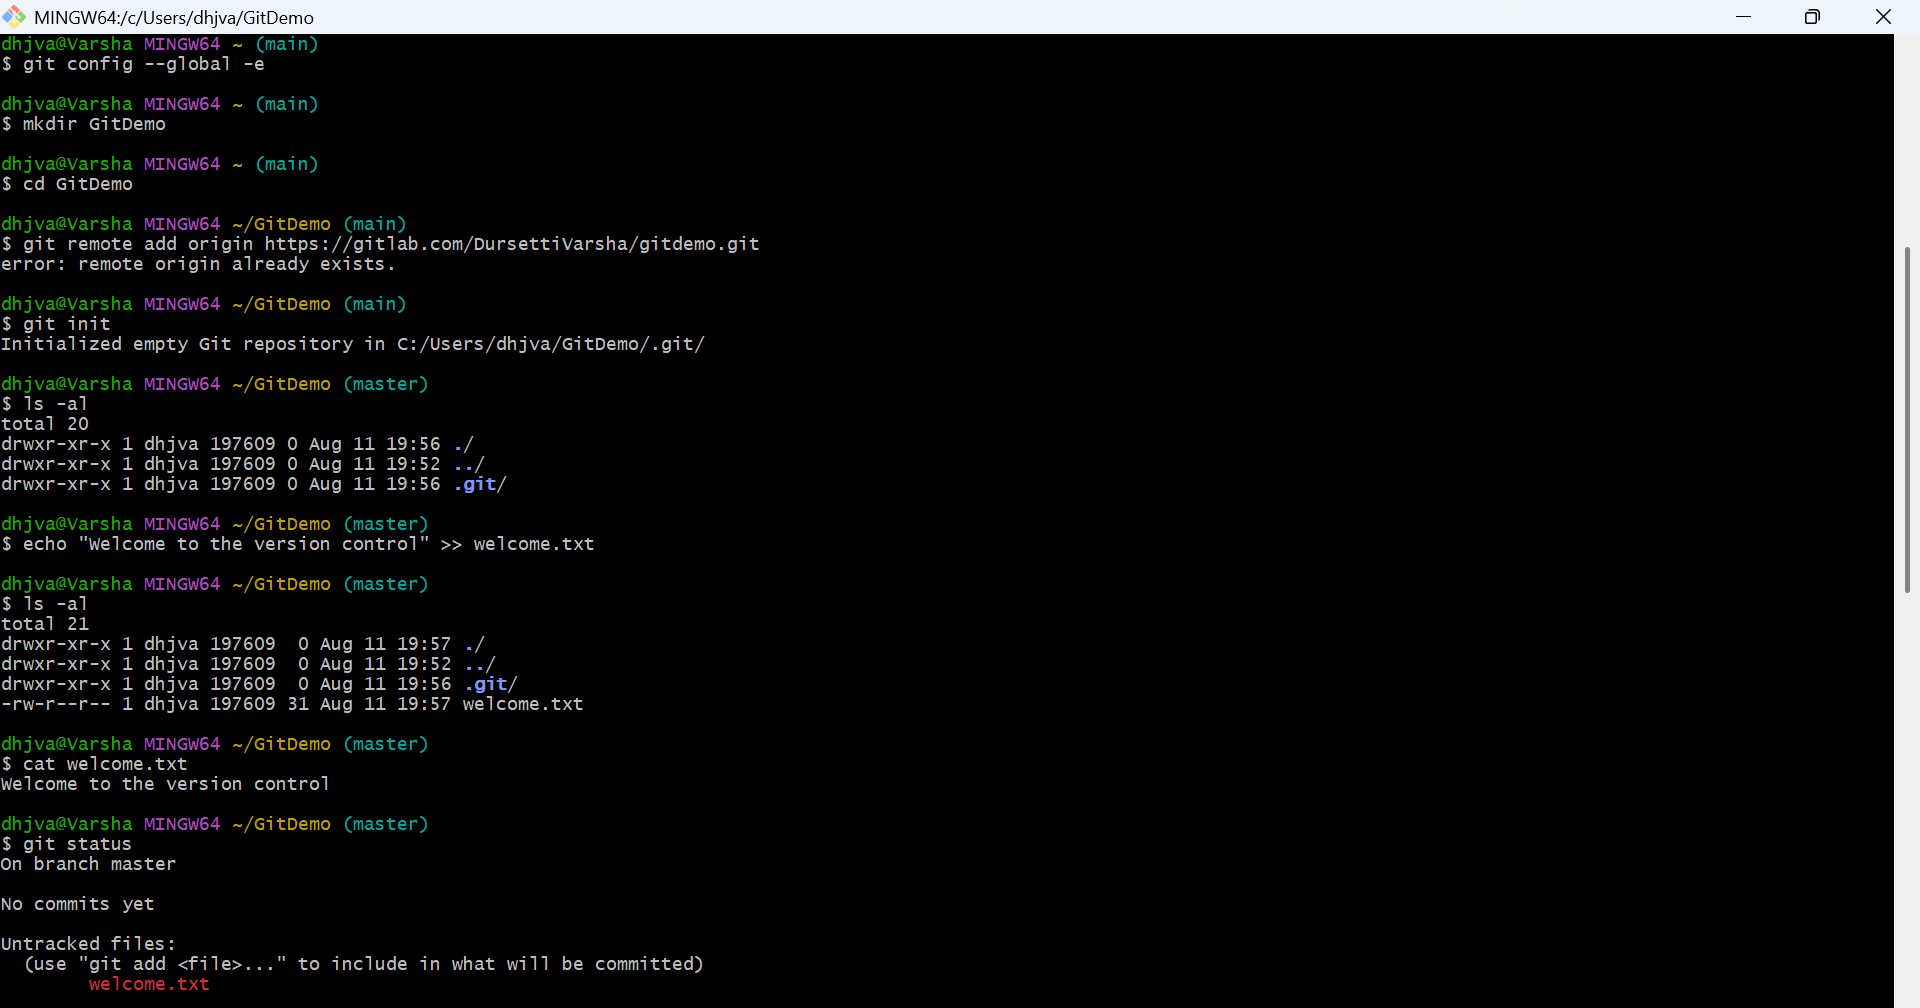 MINGW64:/c/Users/dhjva/GitDemo
dhjva@Varsha MINGW64 ~ (main)
$ git config --global -e
dhjva@Varsha MINGW64 ~ (main)
$ mkdir GitDemo
dhjva@Varsha MINGW64 ~ (main)
$ cd GitDemo
dhjva@Varsha MINGW64 ~/GitDemo (main)
$ git remote add origin https://gitlab.com/DursettiVarsha/gitdemo.git
error: remote origin already exists.
dhjva@Varsha MINGW64 ~/GitDemo (main)
$ git init
Initialized empty Git repository in C:/Users/dhjva/GitDemo/.git/
dhjva@Varsha MINGW64 ~/GitDemo (master)
$ ls -al
total 20
drwxr-xr-x 1 dhjva 197609 0 Aug 11 19:56 ./
drwxr-xr-x 1 dhjva 197609 0 Aug 11 19:52 ../
drwxr-xr-x 1 dhjva 197609 0 Aug 11 19:56 .git/
dhjva@Varsha MINGW64 ~/GitDemo (master)
$ echo "Welcome to the version control" >> welcome.txt
dhjva@Varsha MINGW64 ~/GitDemo (master)
$ ls -al
total 21
drwxr-xr-x 1 dhjva 197609  0 Aug 11 19:57 ./
drwxr-xr-x 1 dhjva 197609  0 Aug 11 19:52 ../
drwxr-xr-x 1 dhjva 197609  0 Aug 11 19:56 .git/
-rw-r--r-- 1 dhjva 197609 31 Aug 11 19:57 welcome.txt
dhjva@Varsha MINGW64 ~/GitDemo (master)
$ cat welcome.txt
Welcome to the version control
dhjva@Varsha MINGW64 ~/GitDemo (master)
$ git status
On branch master
No commits yet
Untracked files:
  (use "git add <file>..." to include in what will be committed)
        welcome.txt